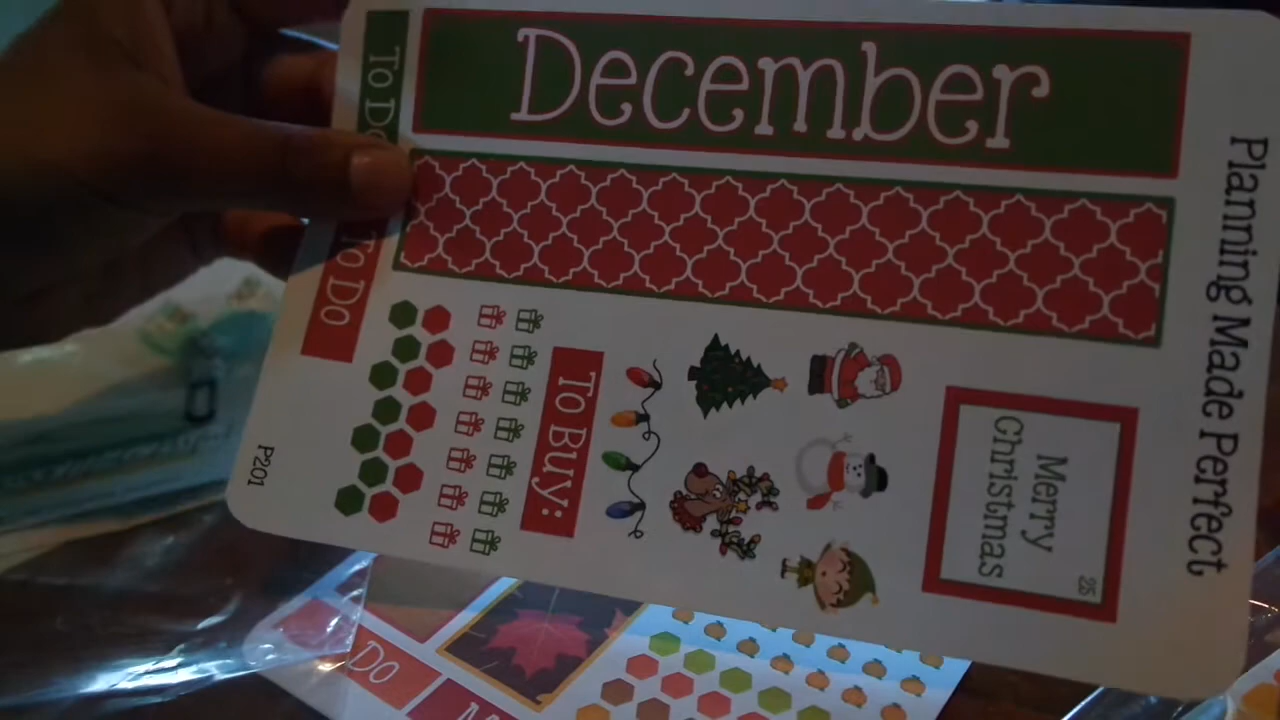 December
Planning Made Perfect
To Do
To Do
To Buy:
Merry
Christmas
25
P201
Do